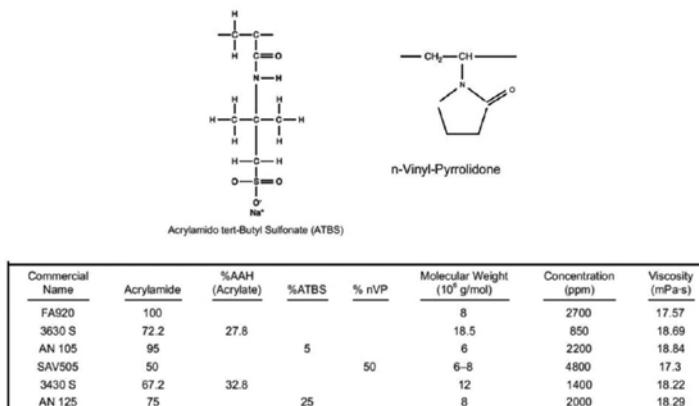 H H
— C — C —
H C = O
N — H
H H
H — C — C — C — H
H H
H — C — H
O — S = O
O⁻
Na⁺
Acrylamido tert-Butyl Sulfonate (ATBS)
— CH₂ — CH —
N
O
n-Vinyl-Pyrrolidone
Commercial Name Acrylamide %AAH (Acrylate) %ATBS % nVP Molecular Weight (10⁶ g/mol) Concentration (ppm) Viscosity (mPa·s)
FA920 100 8 2700 17.57
3630 S 72.2 27.8 18.5 850 18.69
AN 105 95 5 6 2200 18.84
SAV505 50 50 6–8 4800 17.3
3430 S 67.2 32.8 12 1400 18.22
AN 125 75 25 8 2000 18.29